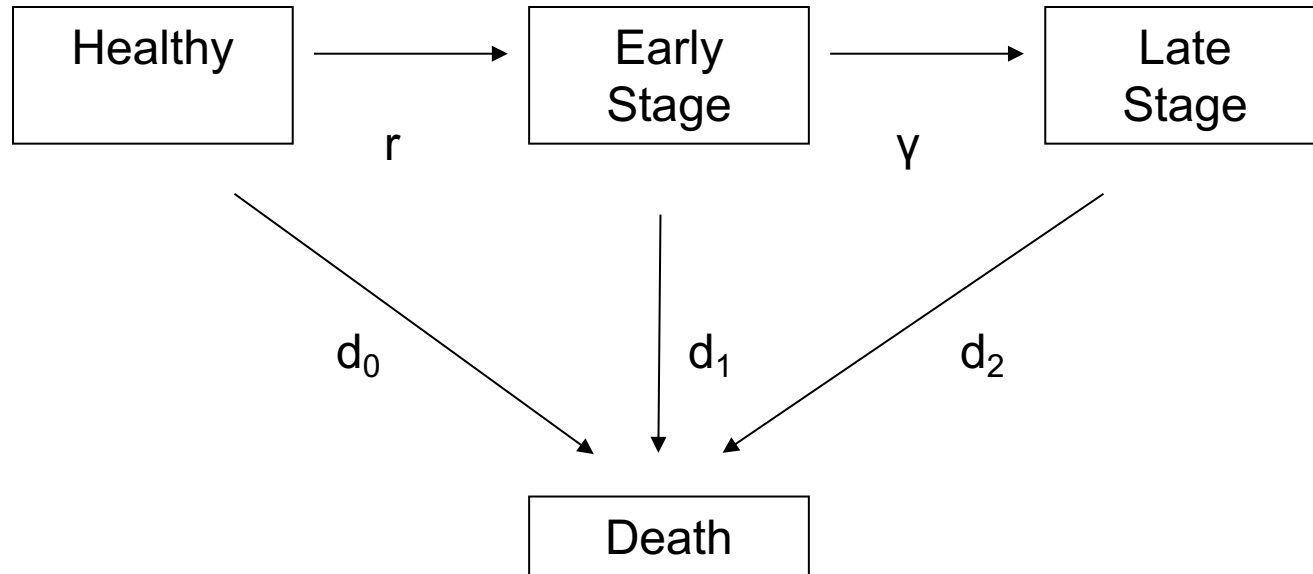 Healthy
Early
Stage
Late
Stage
r
γ
d₀
d₁
d₂
Death